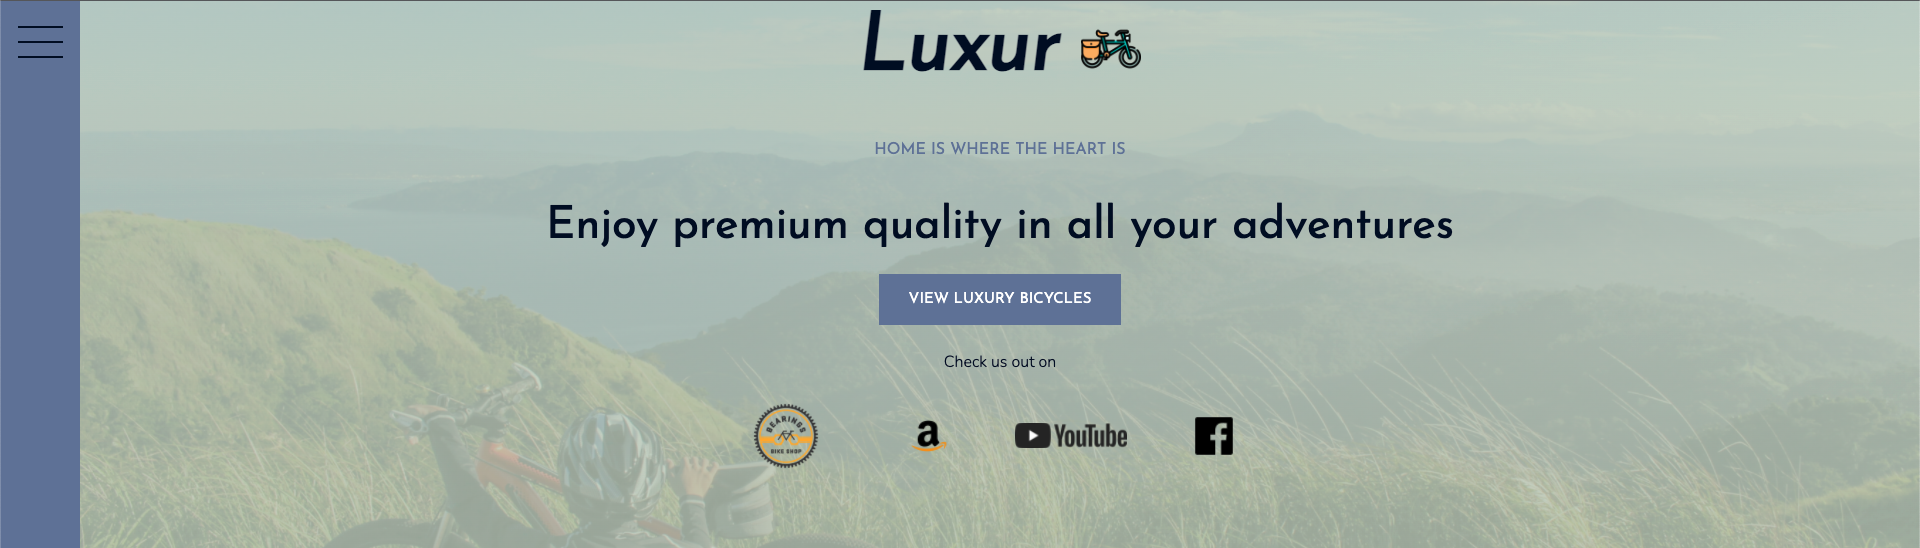 Luxur
HOME IS WHERE THE HEART IS
Enjoy premium quality in all your adventures
VIEW LUXURY BICYCLES
Check us out on
BEARINGS
BIKE SHOP
a
YouTube
f